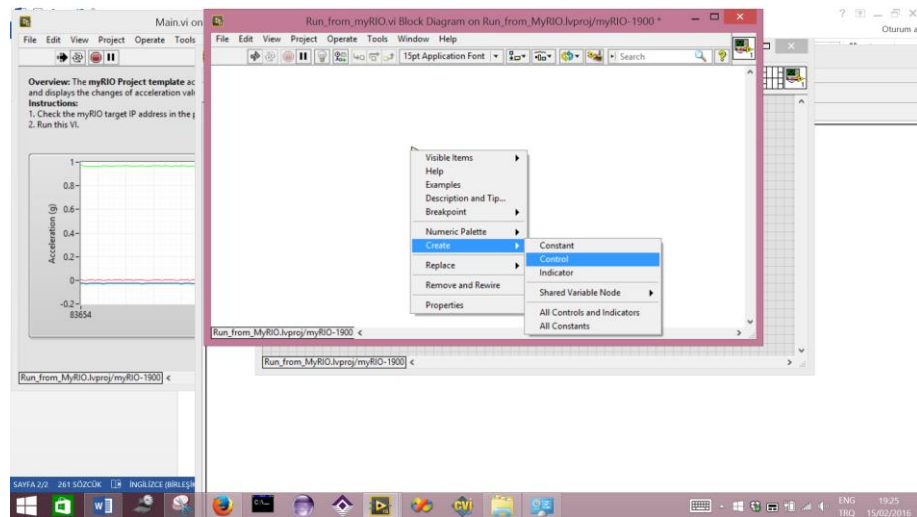 Main.vi on
File Edit View Project Operate Tools
Overview: The myRIO Project template ac
and displays the changes of acceleration valu
Instructions:
1. Check the myRIO target IP address in the p
2. Run this VI.
Acceleration (g)
1
0.8
0.6
0.4
0.2
0
-0.2
83654
Run_from_MyRIO.lvproj/myRIO-1900 <
Run_from_myRIO.vi Block Diagram on Run_from_MyRIO.lvproj/myRIO-1900 *
File Edit View Project Operate Tools Window Help
15pt Application Font
Search
Visible Items
Help
Examples
Description and Tip...
Breakpoint
Numeric Palette
Create
Replace
Remove and Rewire
Properties
Constant
Control
Indicator
Shared Variable Node
All Controls and Indicators
All Constants
Run_from_MyRIO.lvproj/myRIO-1900 <
Run_from_MyRIO.lvproj/myRIO-1900 <
Oturum a
SAYFA 2/2 261 SÖZCÜK İNGİLİZCE (BİRLEŞİK
ENG 19:25
TRQ 15/02/2016